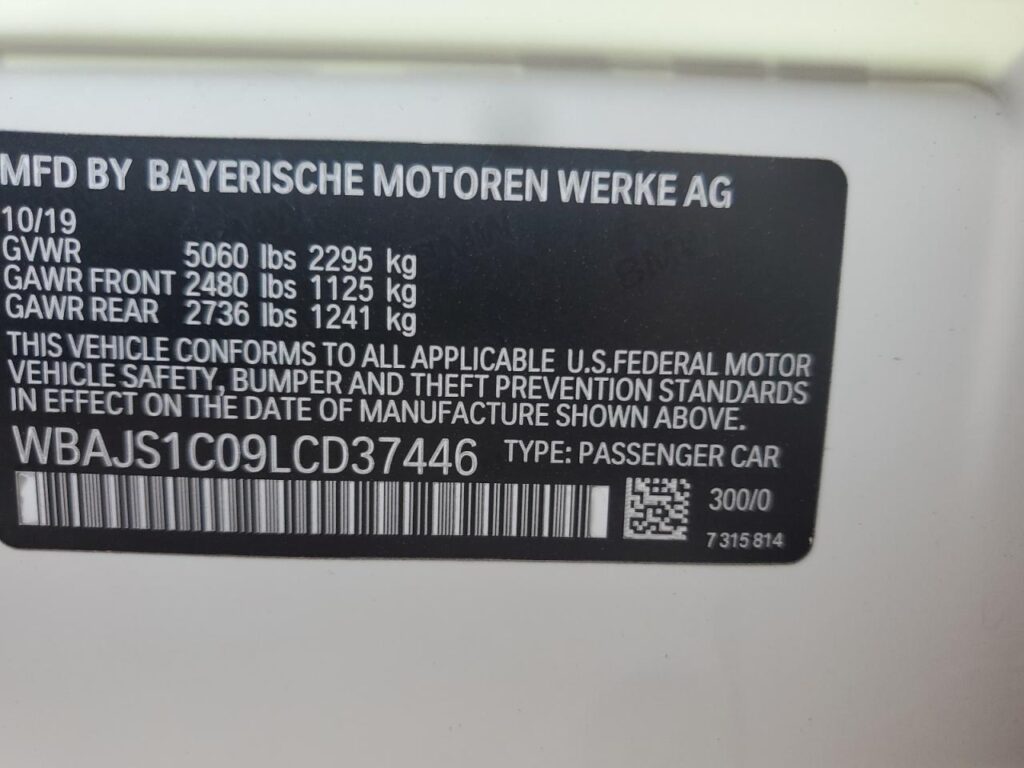 MFD BY BAYERISCHE MOTOREN WERKE AG
10/19
GVWR 5060 lbs 2295 kg
GAWR FRONT 2480 lbs 1125 kg
GAWR REAR 2736 lbs 1241 kg
THIS VEHICLE CONFORMS TO ALL APPLICABLE U.S.FEDERAL MOTOR
VEHICLE SAFETY, BUMPER AND THEFT PREVENTION STANDARDS
IN EFFECT ON THE DATE OF MANUFACTURE SHOWN ABOVE.
WBAJS1C09LCD37446 TYPE: PASSENGER CAR
300/0
7 315 814